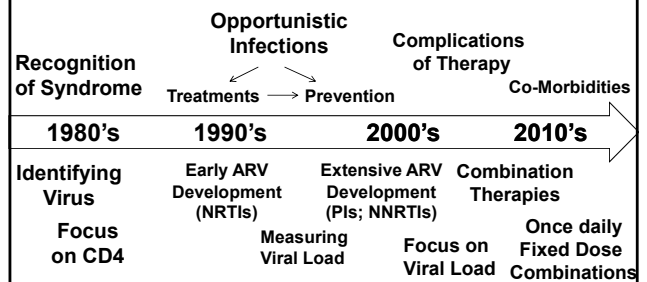 Opportunistic
Infections
Complications
of Therapy
Recognition
of Syndrome
Treatments
Prevention
Co-Morbidities
1980's
1990's
2000's
2010's
Identifying
Virus
Early ARV
Development
(NRTIs)
Extensive ARV
Development
(PIs; NNRTIs)
Combination
Therapies
Focus
on CD4
Measuring
Viral Load
Focus on
Viral Load
Once daily
Fixed Dose
Combinations